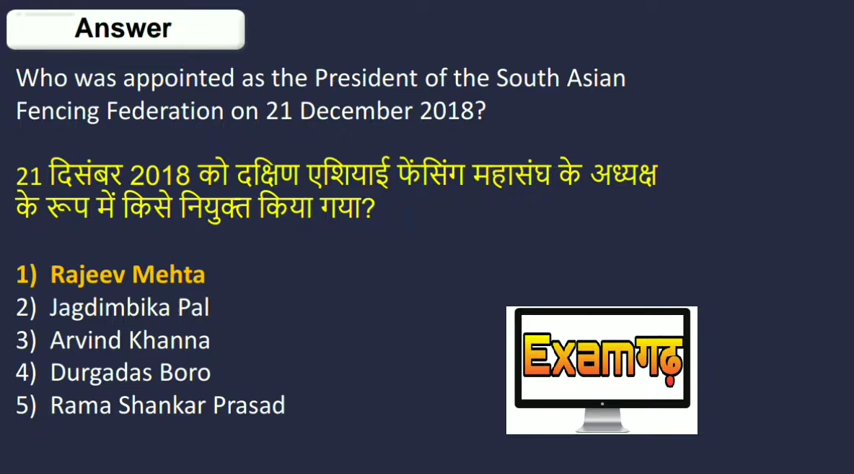 Answer
Who was appointed as the President of the South Asian
Fencing Federation on 21 December 2018?
21 दिसंबर 2018 को दक्षिण एशियाई फेंसिंग महासंघ के अध्यक्ष
के रूप में किसे नियुक्त किया गया?
1) Rajeev Mehta
2) Jagdimbika Pal
3) Arvind Khanna
4) Durgadas Boro
5) Rama Shankar Prasad
Examगढ़